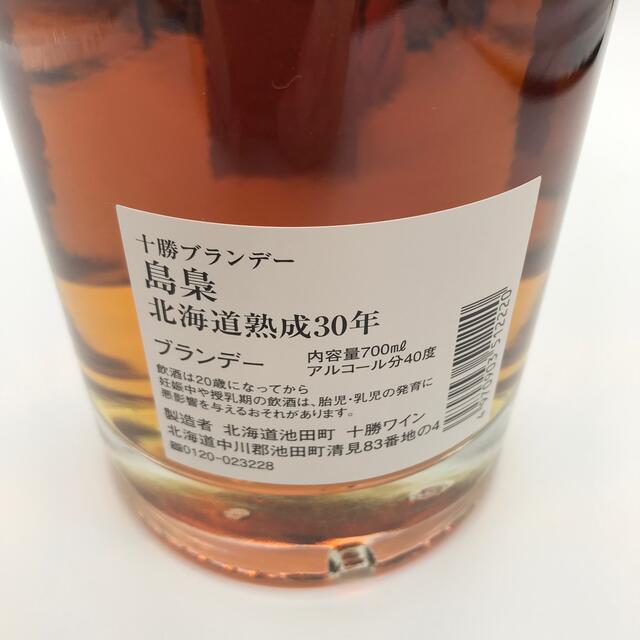 十勝ブランデー
島梟
北海道熟成30年
ブランデー
内容量700㎖
アルコール分40度
飲酒は20歳になってから
妊娠中や授乳期の飲酒は、胎児・乳児の発育に
悪影響を与えるおそれがあります。
製造者 北海道池田町 十勝ワイン
北海道中川郡池田町清見83番地の4
☎0120-023228